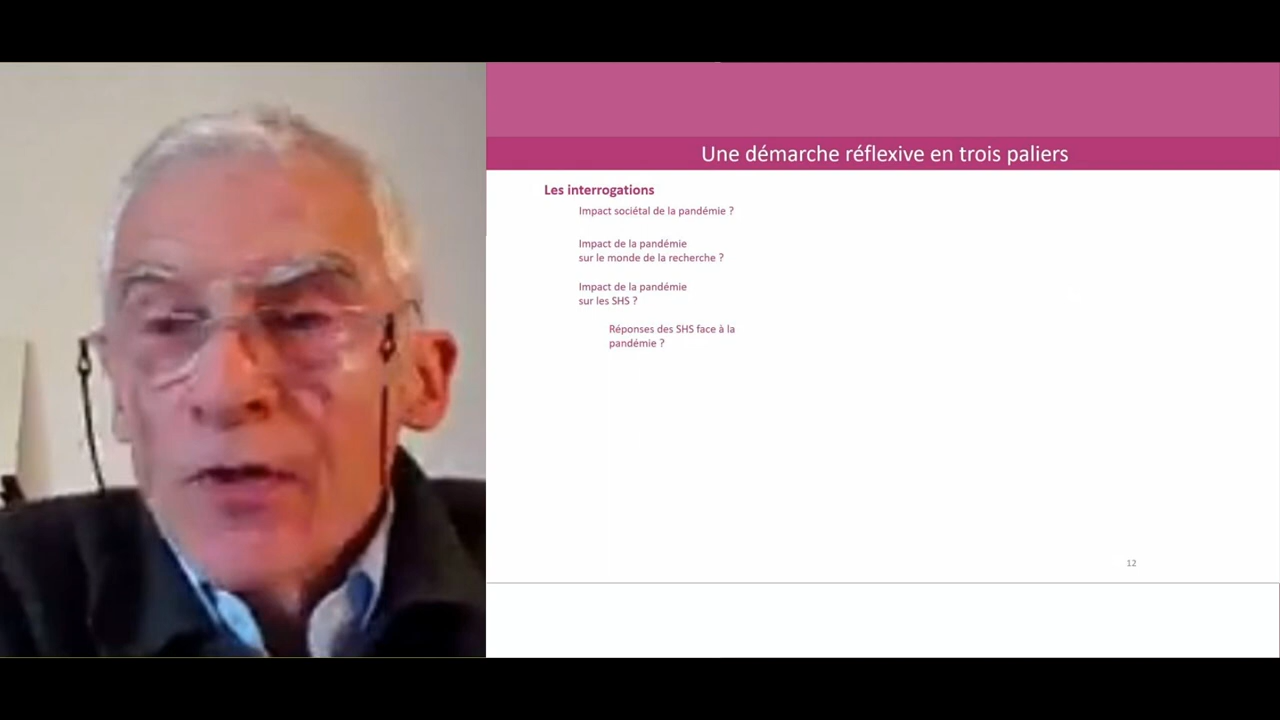 Une démarche réflexive en trois paliers
Les interrogations
Impact sociétal de la pandémie ?
Impact de la pandémie
sur le monde de la recherche ?
Impact de la pandémie
sur les SHS ?
Réponses des SHS face à la
pandémie ?
12